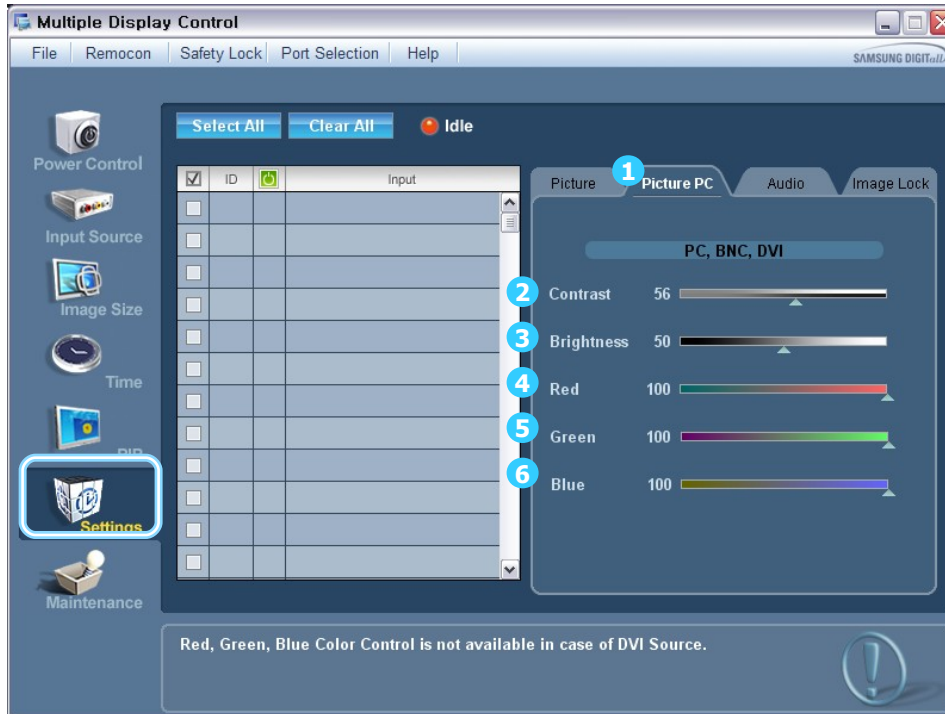 Multiple Display Control
File Remocon Safety Lock Port Selection Help
SAMSUNG DIGITall
Select All Clear All Idle
Power Control
Input Source
Image Size
Time
PIP
Settings
Maintenance
ID Input
Picture 1 Picture PC Audio Image Lock
PC, BNC, DVI
2 Contrast 56
3 Brightness 50
4 Red 100
5 Green 100
6 Blue 100
Red, Green, Blue Color Control is not available in case of DVI Source.